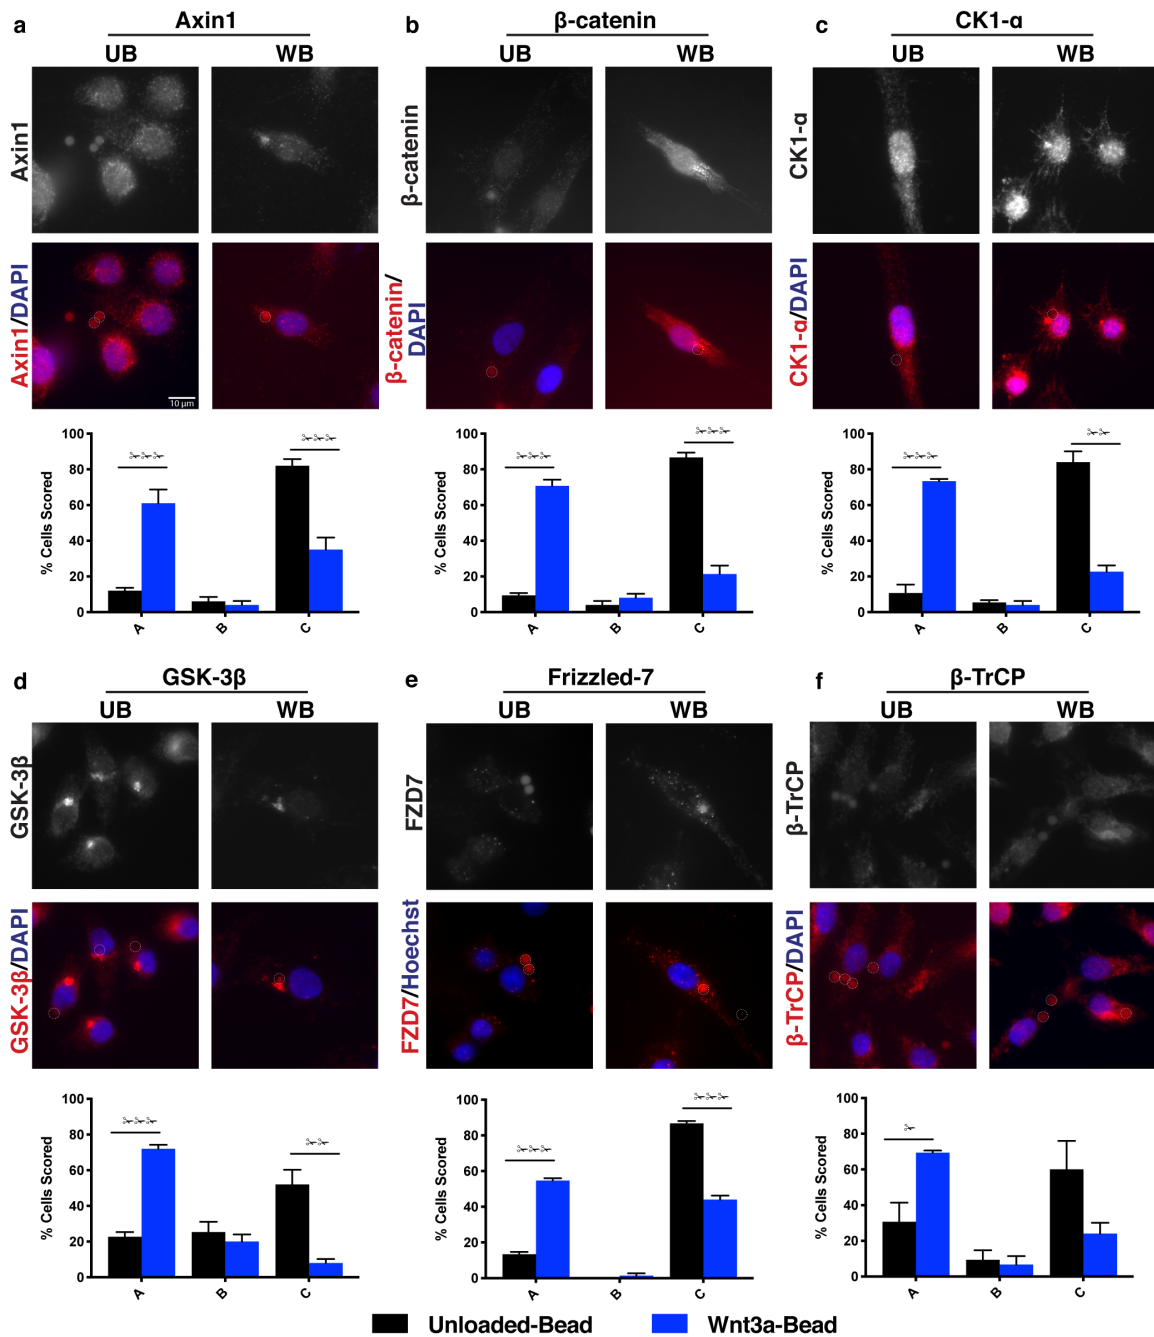 a
Axin1
UB
WB
Axin1
Axin1/DAPI
10 µm
% Cells Scored
100
80
60
40
20
0
A
B
C
b
β-catenin
UB
WB
β-catenin
β-catenin/
DAPI
% Cells Scored
100
80
60
40
20
0
A
B
C
c
CK1-α
UB
WB
CK1-α
CK1-α/DAPI
% Cells Scored
100
80
60
40
20
0
A
B
C
d
GSK-3β
UB
WB
GSK-3β
GSK-3β/DAPI
% Cells Scored
100
80
60
40
20
0
A
B
C
e
Frizzled-7
UB
WB
FZD7
FZD7/Hoechst
% Cells Scored
100
80
60
40
20
0
A
B
C
f
β-TrCP
UB
WB
β-TrCP
β-TrCP/DAPI
% Cells Scored
100
80
60
40
20
0
A
B
C
Unloaded-Bead
Wnt3a-Bead